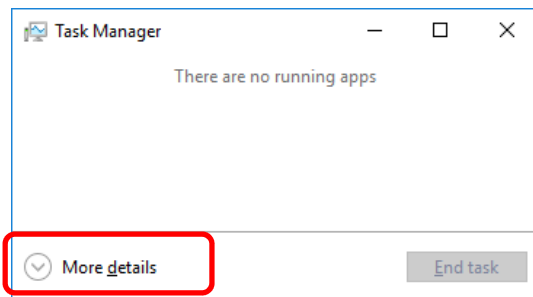 Task Manager
There are no running apps
More details
End task